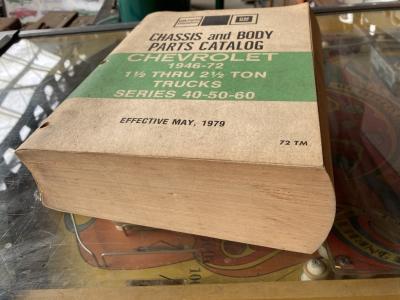 GM
CHASSIS and BODY
PARTS CATALOG
CHEVROLET
1946-72
1½ THRU 2½ TON
TRUCKS
SERIES 40-50-60
EFFECTIVE MAY, 1979
72 TM